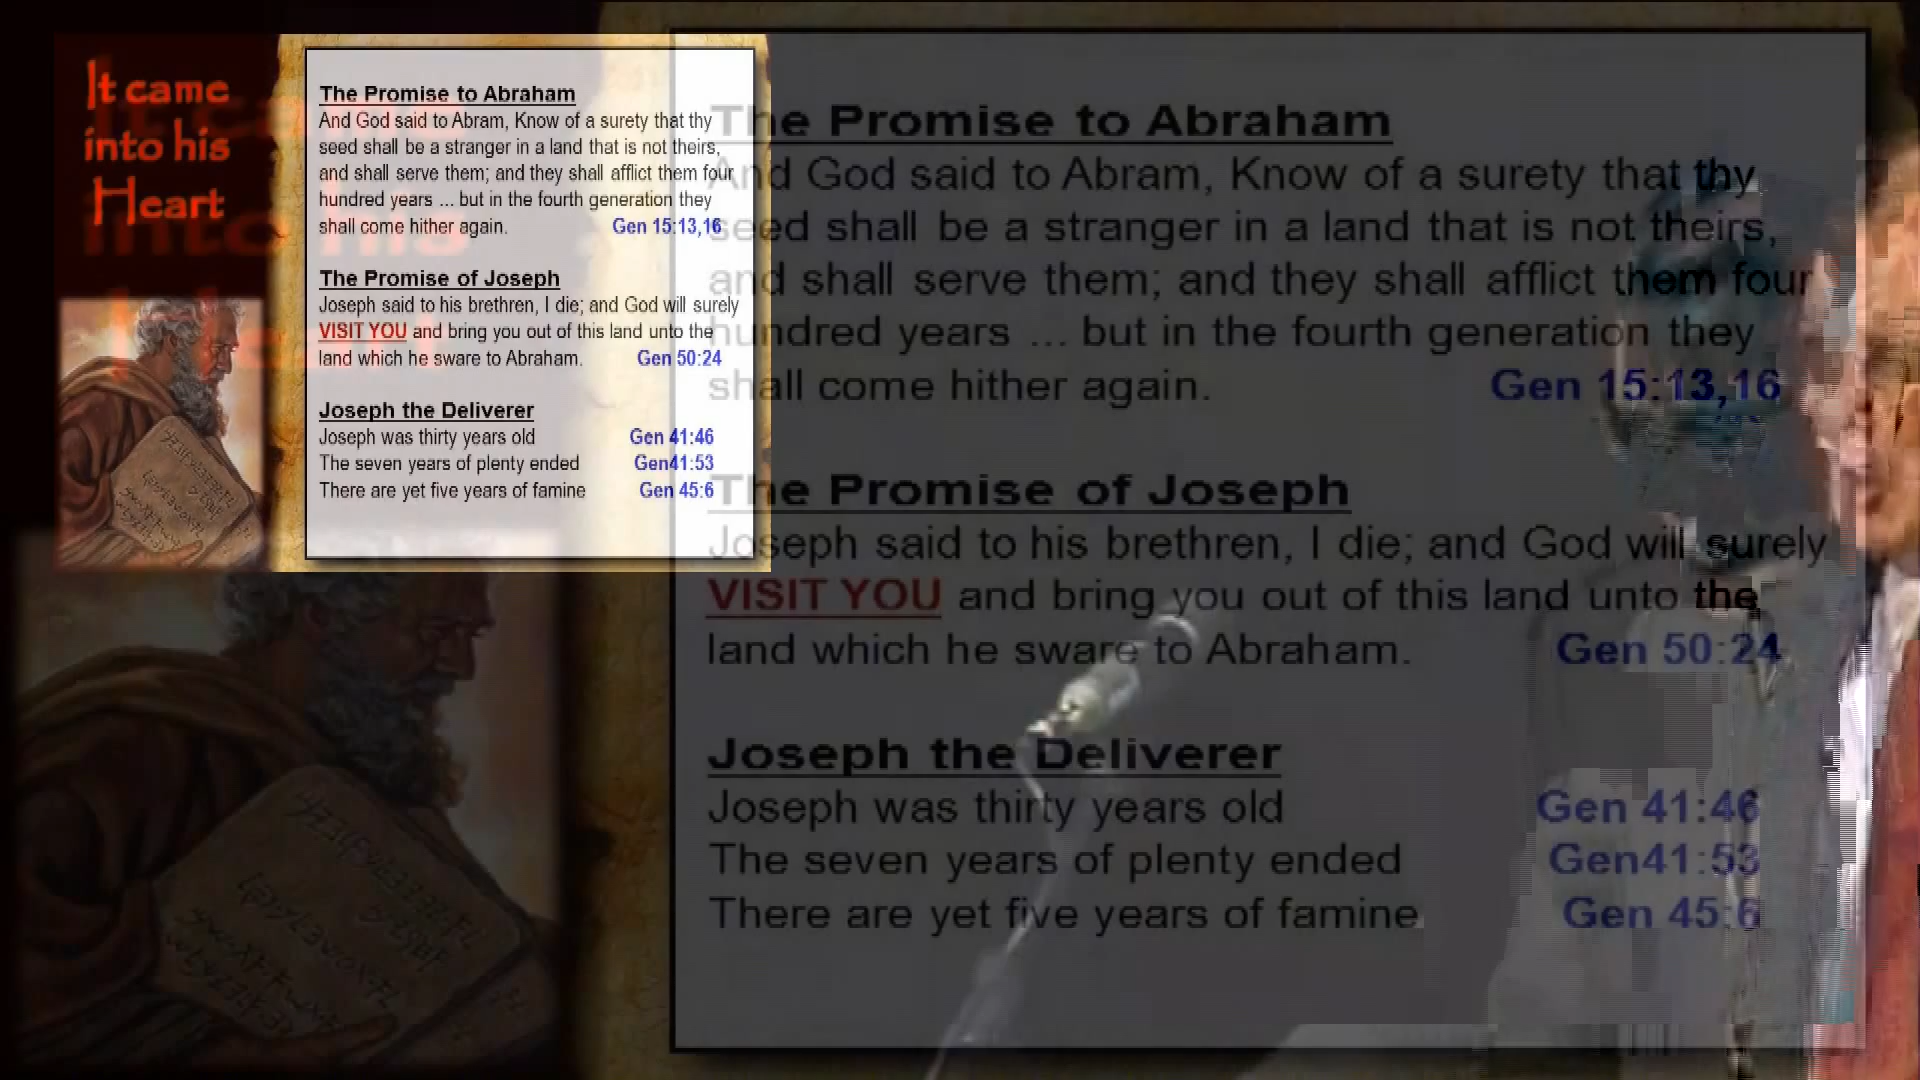 It came
into his
Heart
The Promise to Abraham
And God said to Abram, Know of a surety that thy
seed shall be a stranger in a land that is not theirs,
and shall serve them; and they shall afflict them four
hundred years ... but in the fourth generation they
shall come hither again. Gen 15:13,16
The Promise of Joseph
Joseph said to his brethren, I die; and God will surely
VISIT YOU and bring you out of this land unto the
land which he sware to Abraham. Gen 50:24
Joseph the Deliverer
Joseph was thirty years old Gen 41:46
The seven years of plenty ended Gen41:53
There are yet five years of famine Gen 45:6
The Promise to Abraham
And God said to Abram, Know of a surety that thy
seed shall be a stranger in a land that is not theirs,
and shall serve them; and they shall afflict them four
hundred years ... but in the fourth generation they
shall come hither again. Gen 15:13,16
The Promise of Joseph
Joseph said to his brethren, I die; and God will surely
VISIT YOU and bring you out of this land unto the
land which he sware to Abraham. Gen 50:24
Joseph the Deliverer
Joseph was thirty years old Gen 41:46
The seven years of plenty ended Gen41:53
There are yet five years of famine Gen 45:6